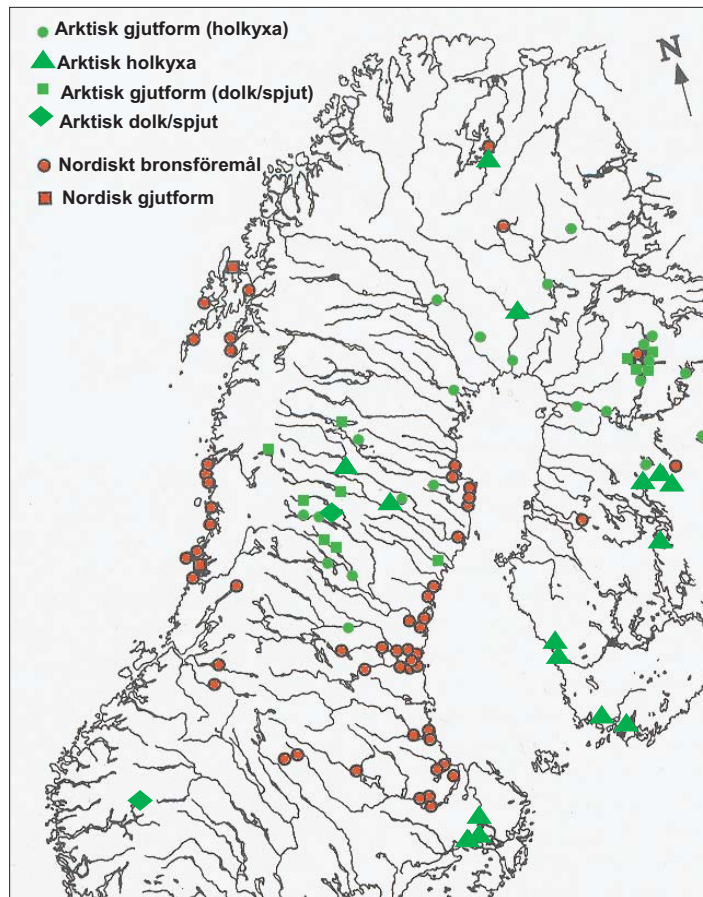 Arktisk gjutform (holkyxa)
Arktisk holkyxa
Arktisk gjutform (dolk/spjut)
Arktisk dolk/spjut
Nordiskt bronsföremål
Nordisk gjutform
N